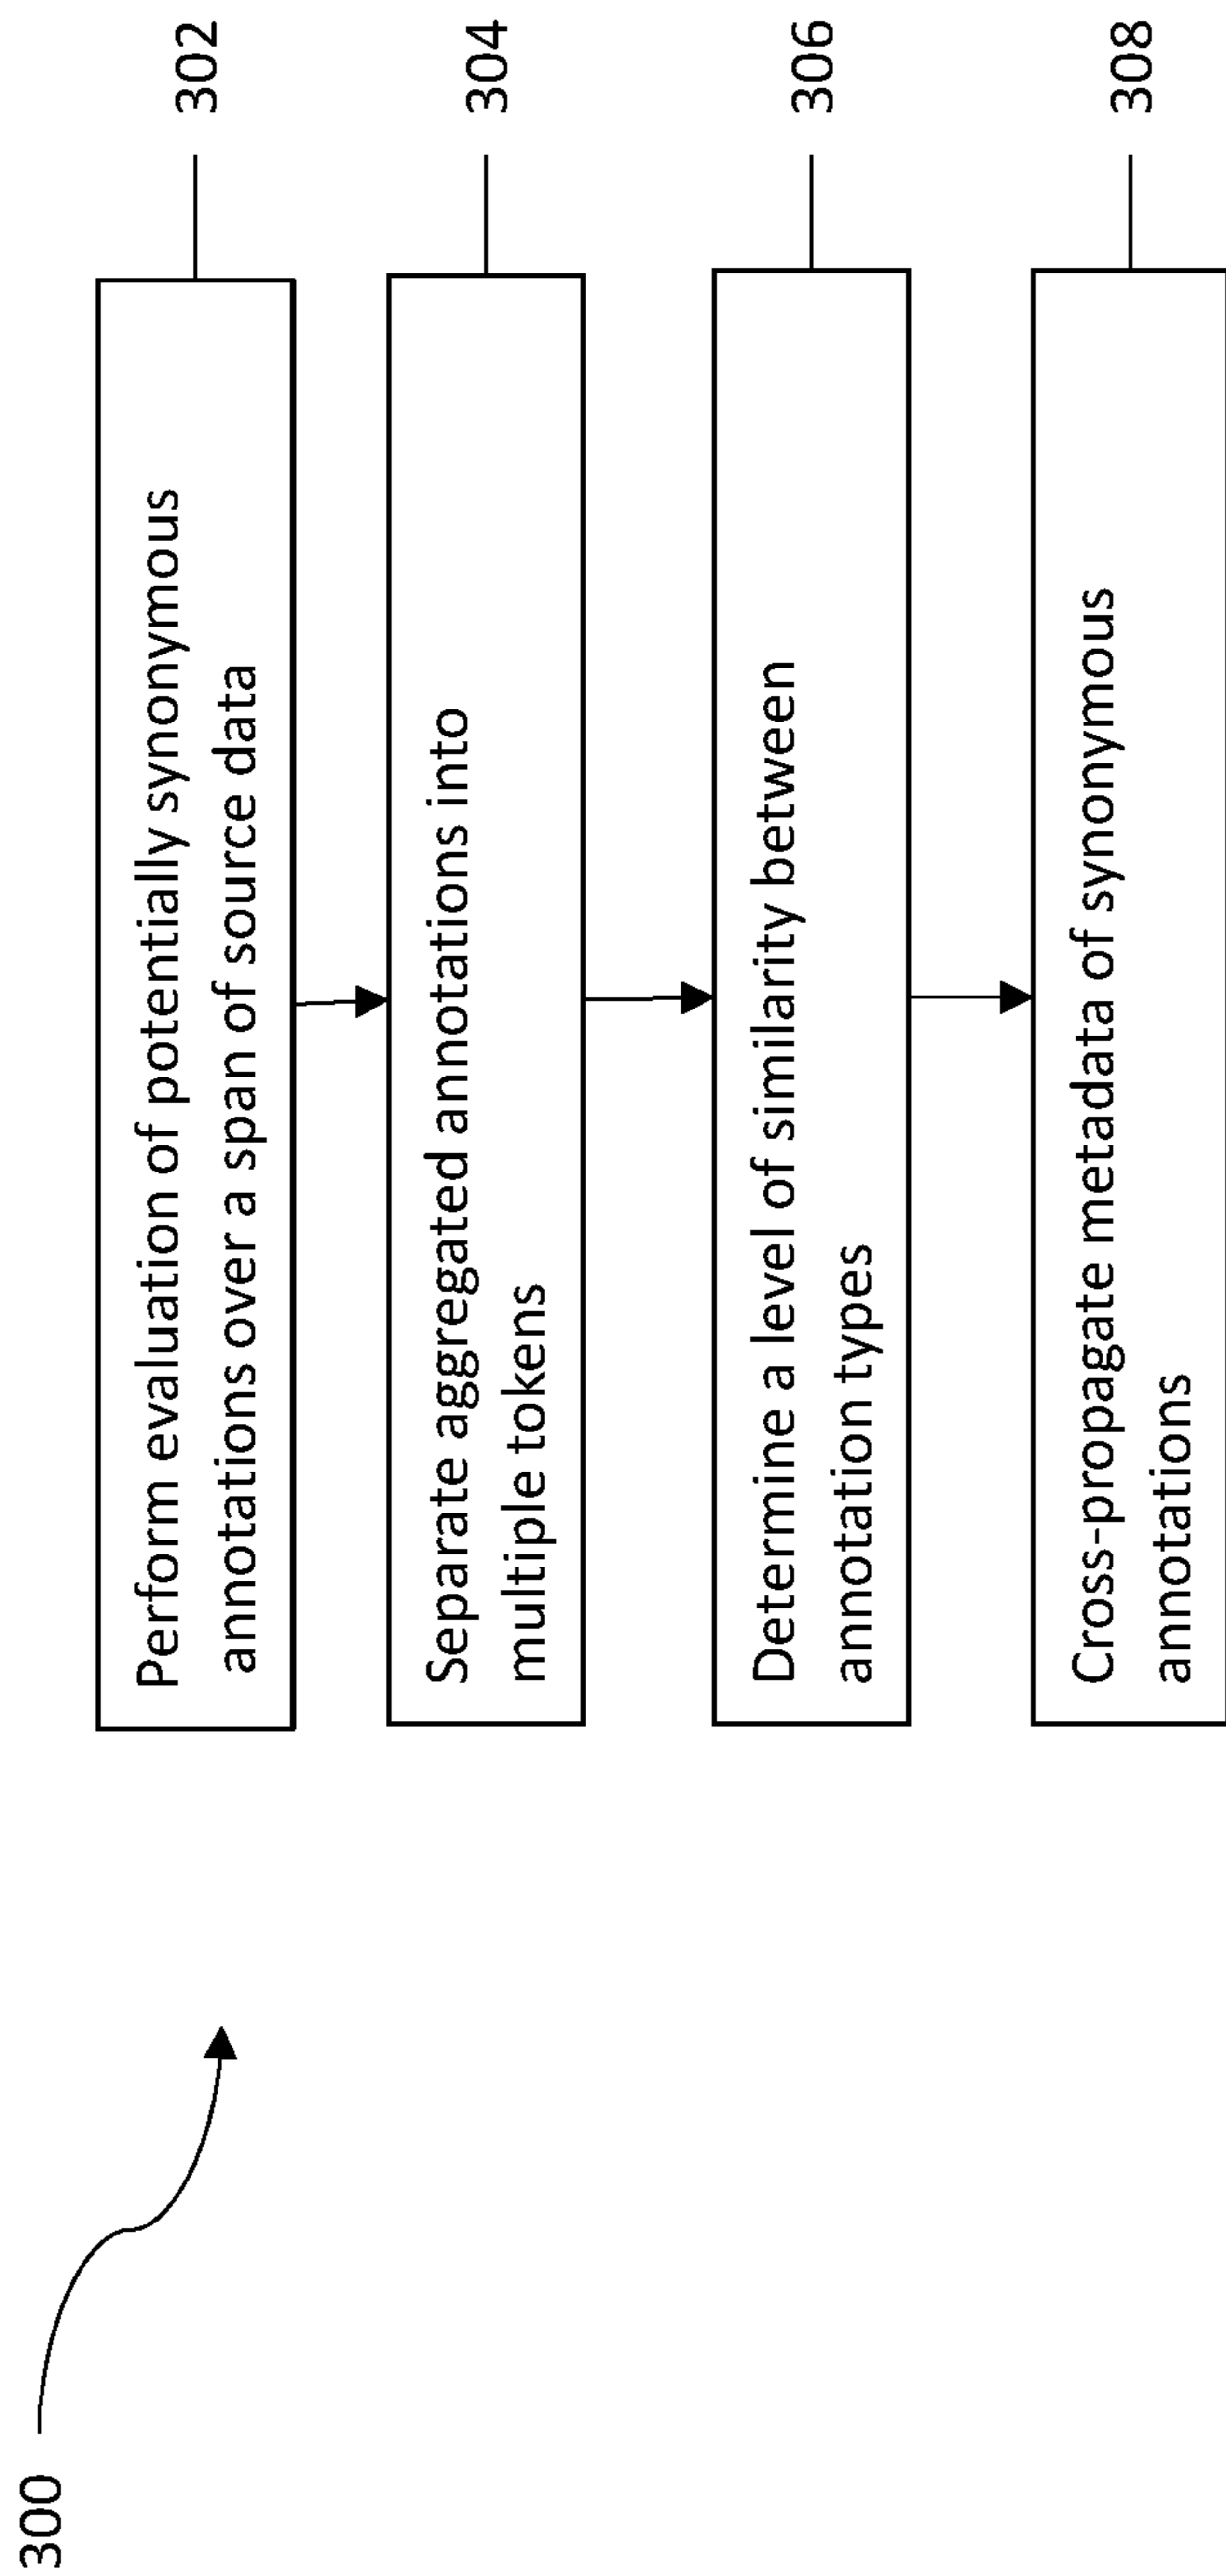 300
Perform evaluation of potentially synonymous
annotations over a span of source data
302
Separate aggregated annotations into
multiple tokens
304
Determine a level of similarity between
annotation types
306
Cross-propagate metadata of synonymous
annotations
308